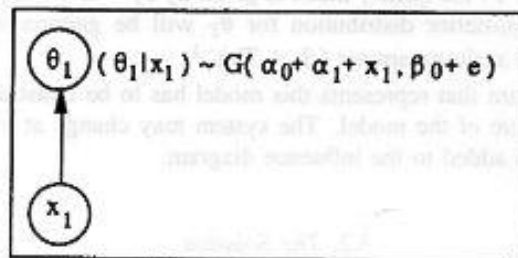 θ₁ (θ₁|x₁) ~ G( α₀+ α₁+ x₁, β₀+ e)
x₁